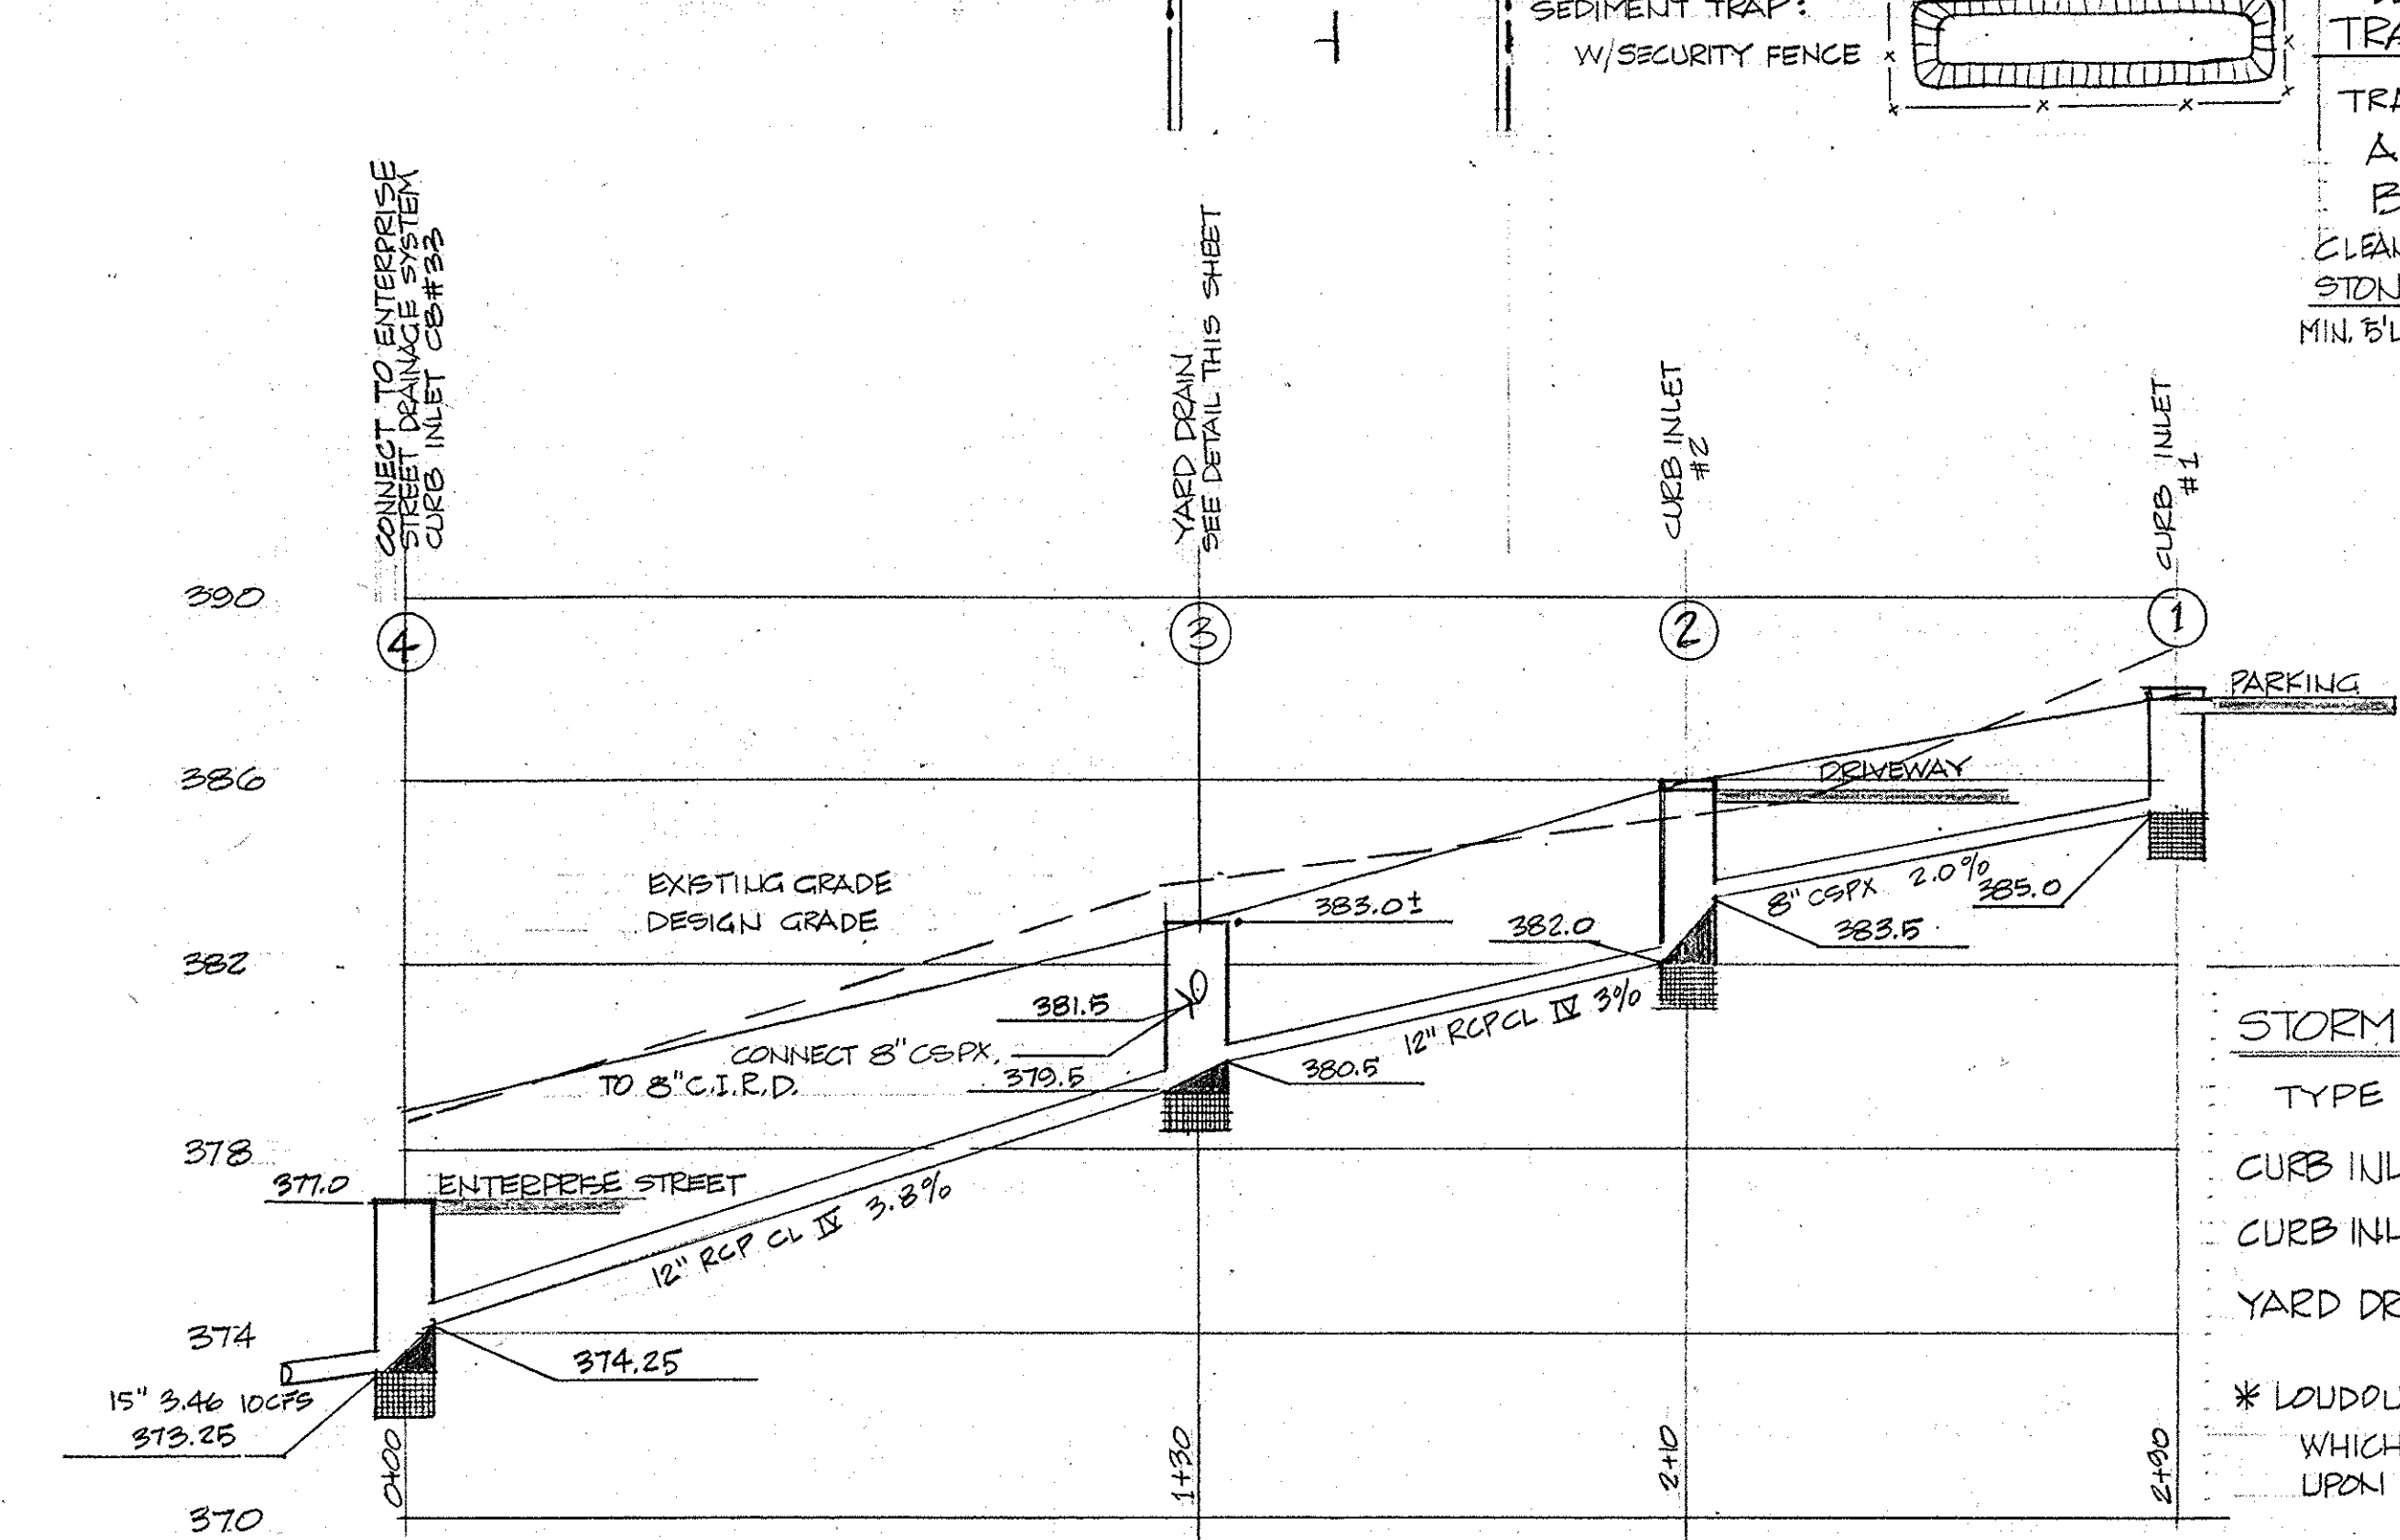 SEDIMENT TRAP:
W/SECURITY FENCE
CLEAN
STON
MIN. 5'L
CONNECT TO ENTERPRISE
STREET DRAINAGE SYSTEM
CURB INLET CB#33
YARD DRAIN
SEE DETAIL THIS SHEET
CURB INLET
#2
CURB INLET
#1
390
4
3
2
1
PARKING
386
DRIVEWAY
EXISTING GRADE
DESIGN GRADE
383.0±
382.0
8" CSPX 2.0%
385.0
383.5
382
381.5
CONNECT 8" CSPX.
TO 8" C.I.R.D.
379.5
380.5
12" RCP CL IV 3%
STORM
TYPE
378
377.0
ENTERPRISE STREET
12" RCP CL IV 3.8%
CURB INL
CURB INL
YARD DR
374
374.25
15" 3.46 10CFS
373.25
* LOUDOU
WHICH
UPON
0+00
1+30
2+10
2+90
370